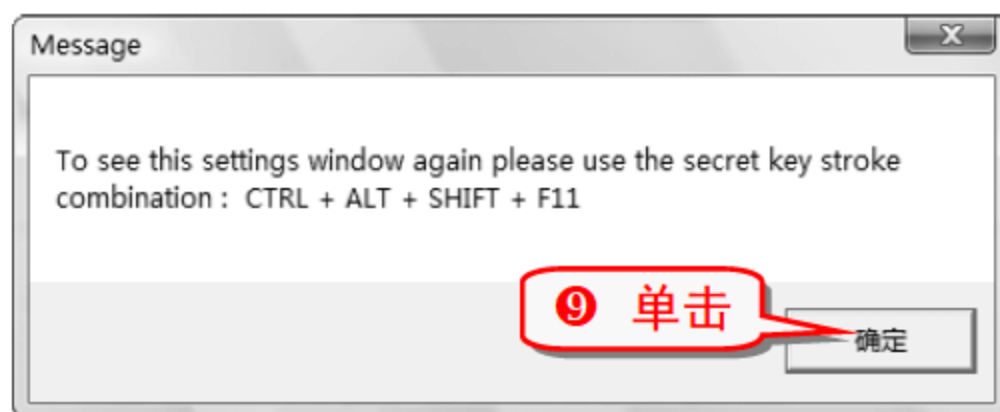 Message
To see this settings window again please use the secret key stroke
combination : CTRL + ALT + SHIFT + F11
❾ 单击
确定